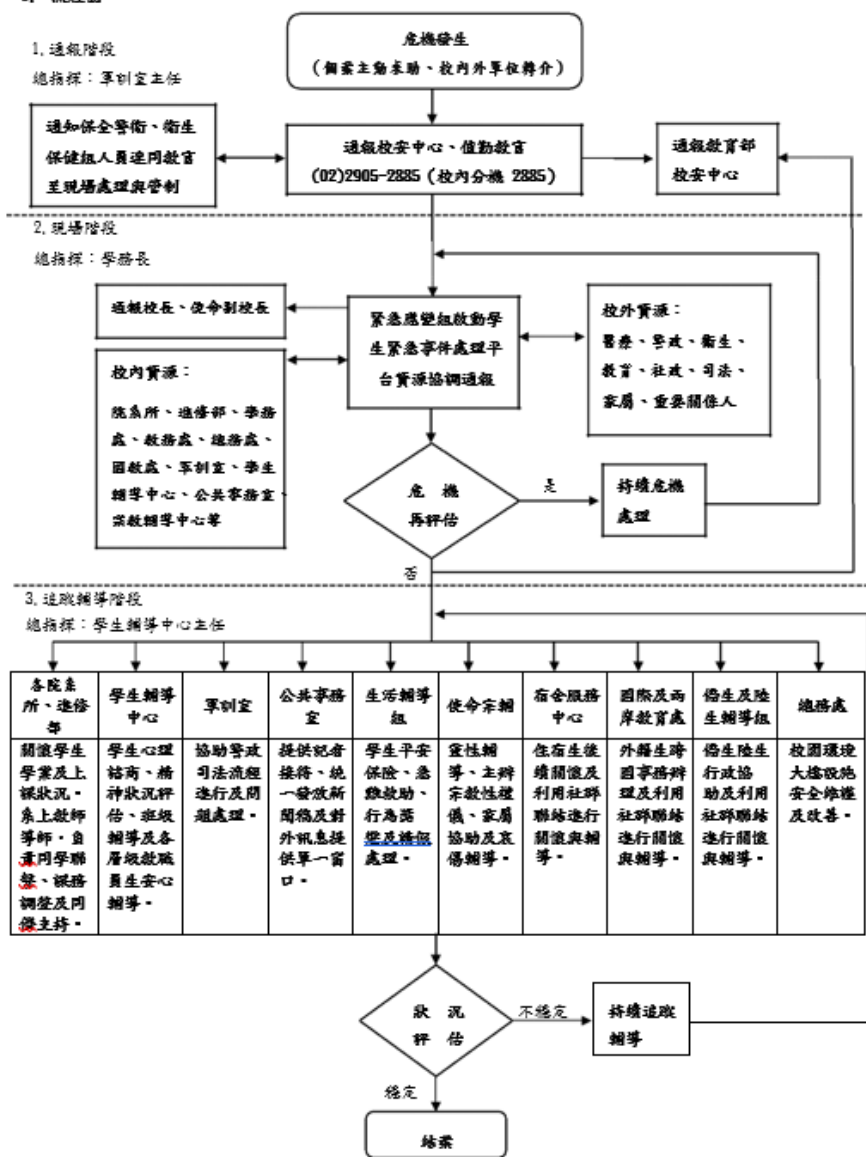 1. 通報階段
總指揮：軍訓室主任
危機發生
（個案主動求助、校內外單位轉介）
通知保全警衛、衛生
保健組人員連同教官
至現場處理與管制
通報校安中心、值勤教官
(02)2905-2885 (校內分機 2885)
通報教育部
校安中心
2. 現場階段
總指揮：學務長
通報校長、使命副校長
緊急應變組啟動學
生緊急事件處理平
台資源協調通報
校外資源：
醫療、警政、衛生、
教育、社政、司法、
家屬、重要關係人
校內資源：
院系所、進修部、學務
處、教務處、總務處、
國教處、軍訓室、學生
輔導中心、公共事務室、
宗教輔導中心等
危機
再評估
是
持續危機
處理
否
3. 追蹤輔導階段
總指揮：學生輔導中心主任
各院系
所、進修
部
關懷學生
學業及上
課狀況。
系上教師
導師。負
責同學聯
繫、課務
調整及同
儕支持。
學生輔導
中心
學生心理
諮商、精
神狀況評
估、班級
輔導及各
層級教職
員生安心
輔導。
軍訓室
協助警政
司法流程
進行及問
題處理。
公共事務
室
提供記者
接待、統
一發放新
聞稿及對
外訊息提
供單一窗
口。
生活輔導
組
學生平安
保險、急
難救助、
行為獎
懲及請假
處理。
使命宗輔
靈性輔
導、主辦
宗教性禮
儀、家屬
協助及哀
傷輔導。
宿舍服務
中心
住宿生後
續關懷及
利用社群
聯結進行
關懷與輔
導。
國際及兩
岸教育處
外籍生跨
國事務辦
理及利用
社群聯結
進行關懷
與輔導。
僑生及陸
生輔導組
僑生陸生
行政協
助及利用
社群聯結
進行關懷
與輔導。
總務處
校園環境
大樓設施
安全維護
及改善。
狀況
評估
不穩定
持續追蹤
輔導
穩定
結案